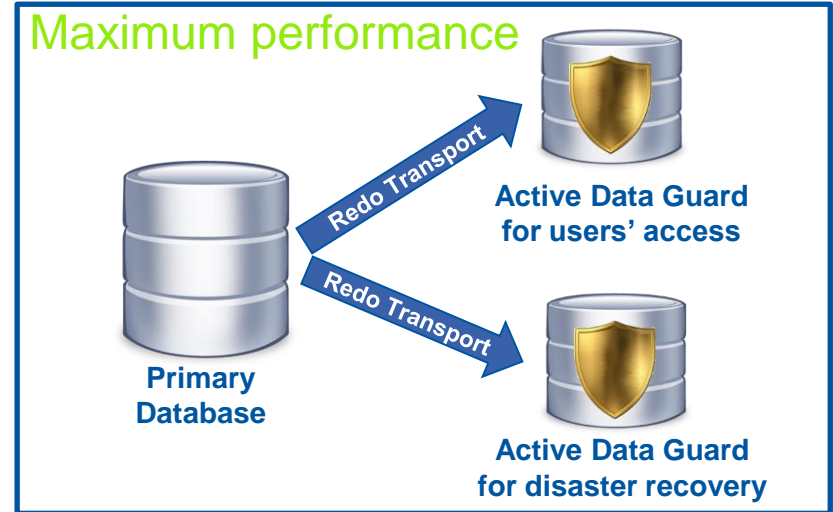 Maximum performance
Redo Transport
Active Data Guard
for users’ access
Redo Transport
Primary
Database
Active Data Guard
for disaster recovery